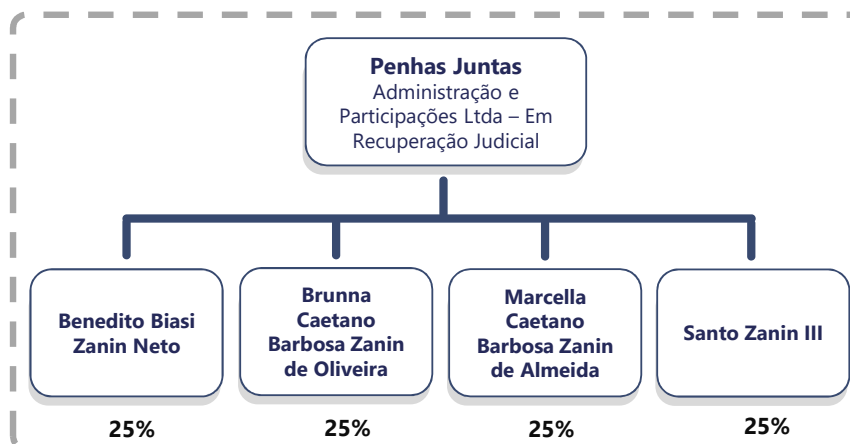 Penhas Juntas
Administração e
Participações Ltda – Em
Recuperação Judicial
Benedito Biasi
Zanin Neto
Brunna
Caetano
Barbosa Zanin
de Oliveira
Marcella
Caetano
Barbosa Zanin
de Almeida
Santo Zanin III
25%
25%
25%
25%